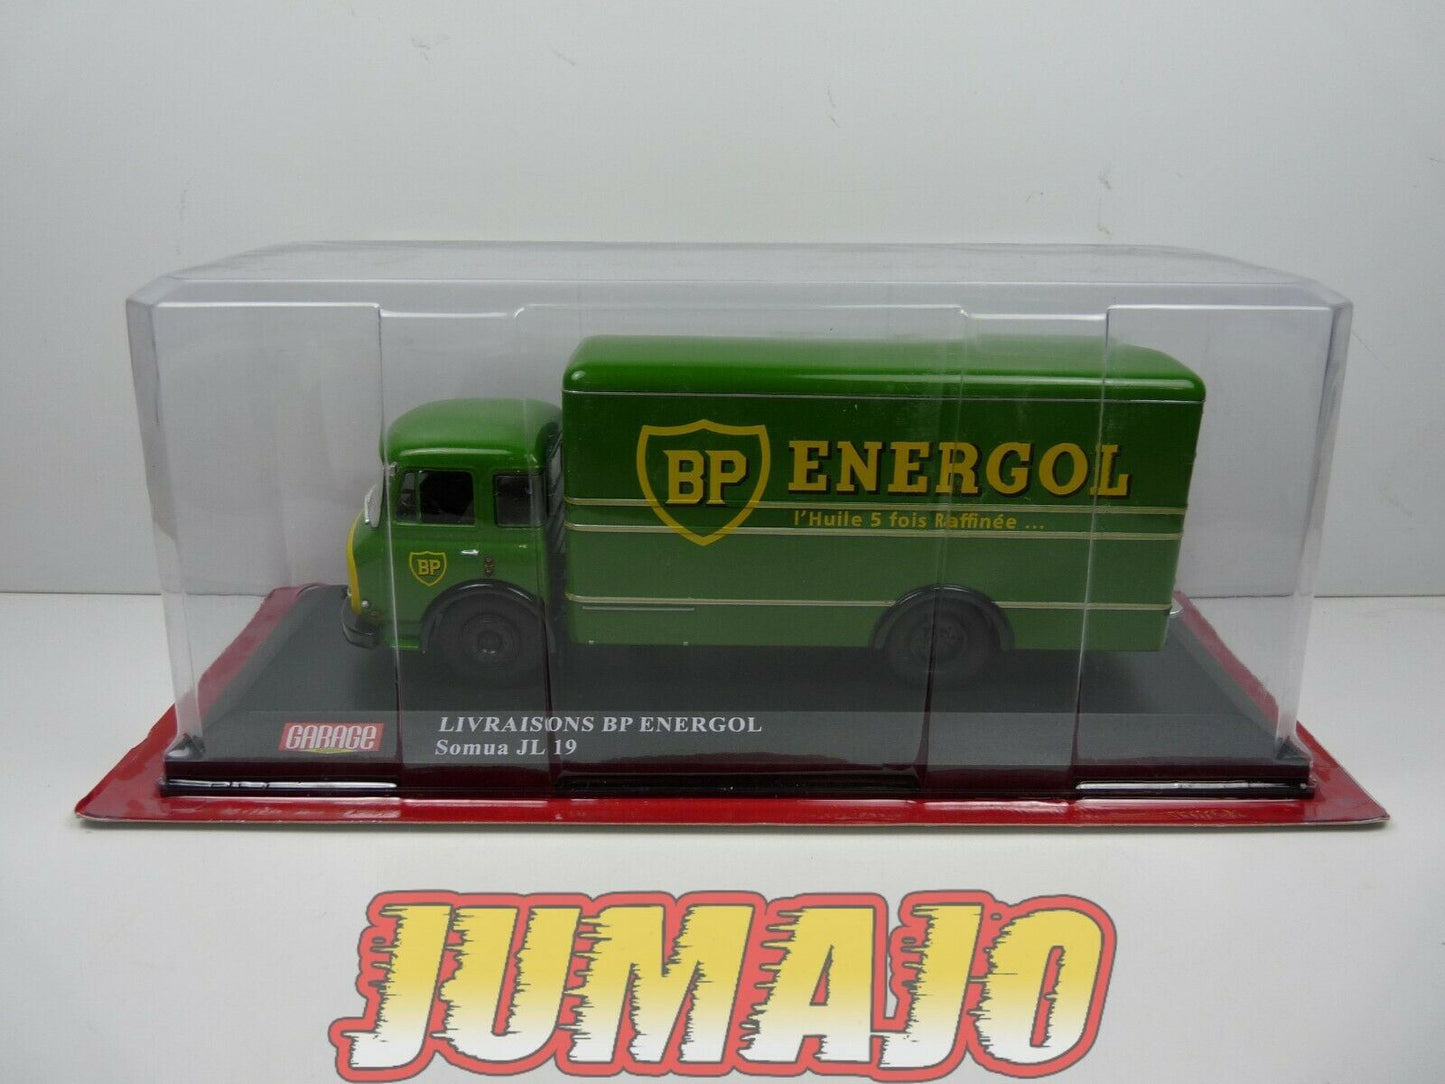 BP ENERGOL
l'Huile 5 fois Raffinée ...
BP
GARAGE
LIVRAISONS BP ENERGOL
Somua JL 19
JUMAJO